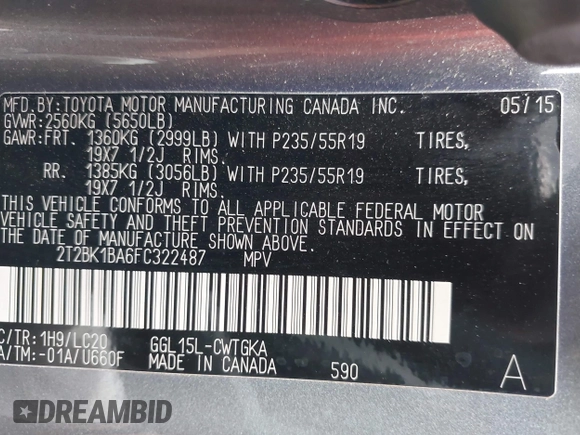 MFD.BY:TOYOTA MOTOR MANUFACTURING CANADA INC. 05/15
GVWR:2560KG (5650LB)
GAWR:FRT. 1360KG (2999LB) WITH P235/55R19 TIRES,
19X7 1/2J RIMS.
RR. 1385KG (3056LB) WITH P235/55R19 TIRES,
19X7 1/2J RIMS.
THIS VEHICLE CONFORMS TO ALL APPLICABLE FEDERAL MOTOR
VEHICLE SAFETY AND THEFT PREVENTION STANDARDS IN EFFECT ON
THE DATE OF MANUFACTURE SHOWN ABOVE.
2T2BK1BA6FC322487 MPV
C/TR:1H9/LC20 GGL15L-CWTGKA
A/TM:-01A/U660F MADE IN CANADA 590 A
DREAMBID